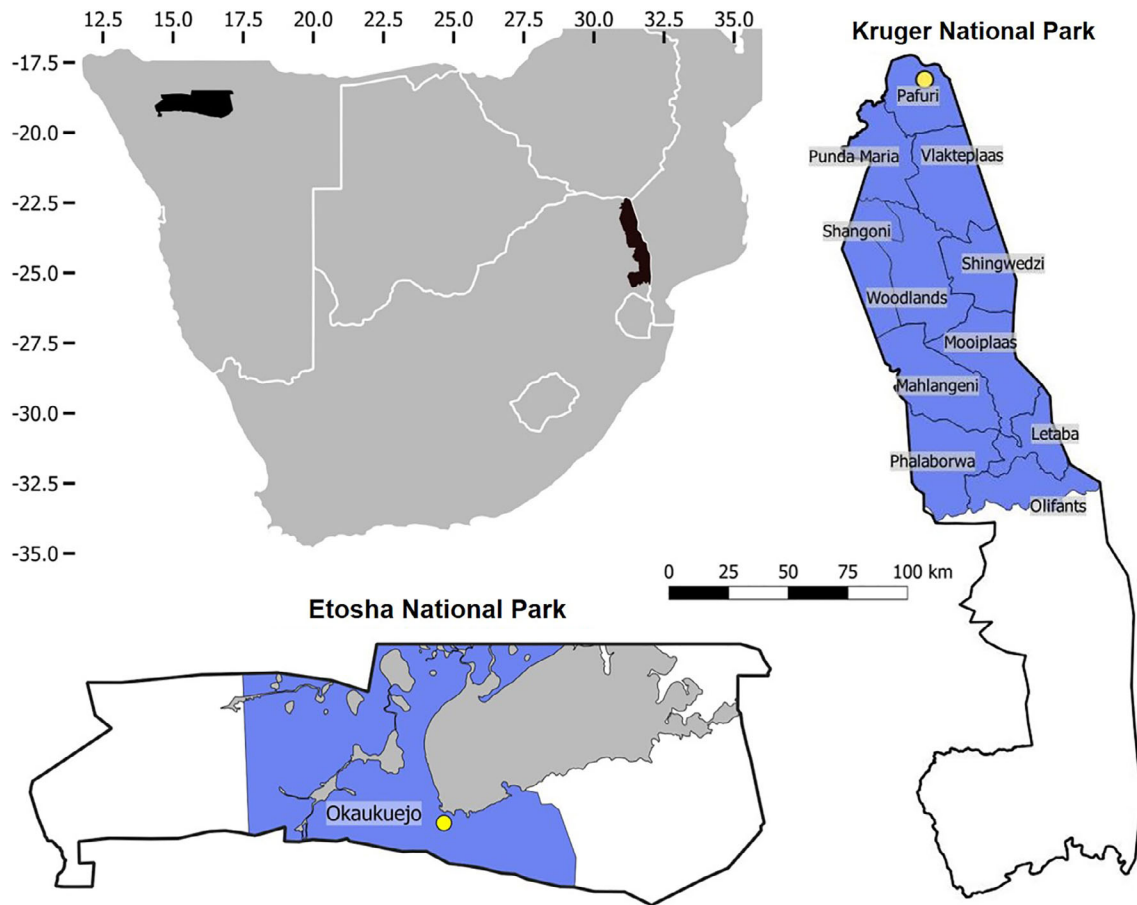 12.5 15.0 17.5 20.0 22.5 25.0 27.5 30.0 32.5 35.0
-17.5
-20.0
-22.5
-25.0
-27.5
-30.0
-32.5
-35.0
Kruger National Park
Pafuri
Punda Maria
Vlakteplaas
Shangoni
Shingwedzi
Woodlands
Mooiplaas
Mahlangeni
Letaba
Phalaborwa
Olifants
0 25 50 75 100 km
Etosha National Park
Okaukuejo